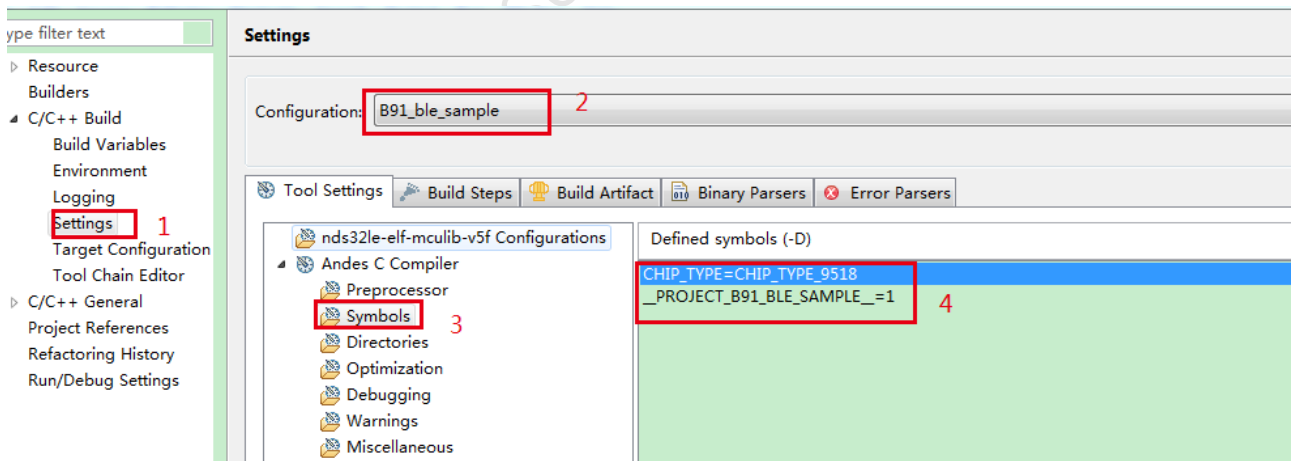 ype filter text
Resource
Builders
C/C++ Build
Build Variables
Environment
Logging
Settings
1
Target Configuration
Tool Chain Editor
C/C++ General
Project References
Refactoring History
Run/Debug Settings
Settings
Configuration: B91_ble_sample
2
Tool Settings Build Steps Build Artifact Binary Parsers Error Parsers
nds32le-elf-mculib-v5f Configurations
Andes C Compiler
Preprocessor
Symbols
3
Directories
Optimization
Debugging
Warnings
Miscellaneous
Defined symbols (-D)
CHIP_TYPE=CHIP_TYPE_9518
__PROJECT_B91_BLE_SAMPLE__=1
4